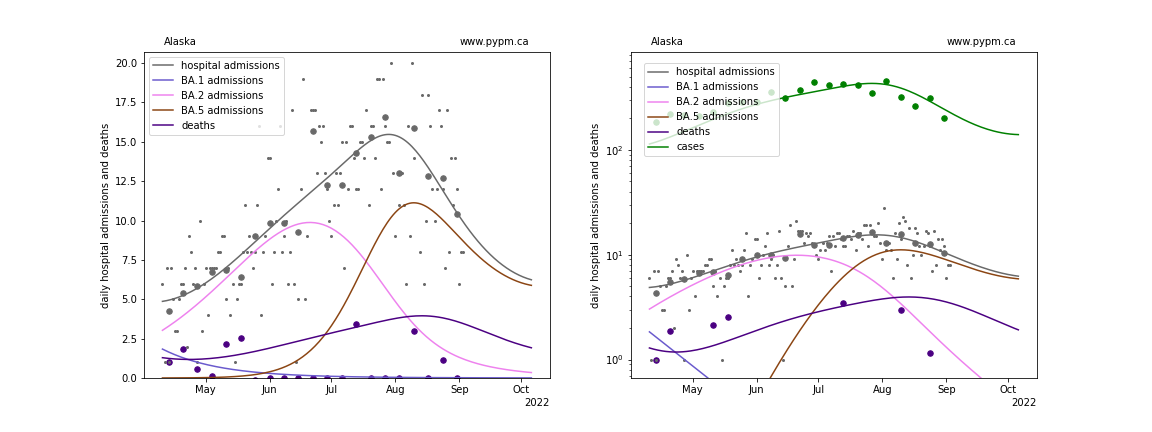 Alaska
www.pypm.ca
hospital admissions
BA.1 admissions
BA.2 admissions
BA.5 admissions
deaths
daily hospital admissions and deaths
20.0
17.5
15.0
12.5
10.0
7.5
5.0
2.5
0.0
May
Jun
Jul
Aug
Sep
Oct
2022
Alaska
www.pypm.ca
hospital admissions
BA.1 admissions
BA.2 admissions
BA.5 admissions
deaths
cases
daily hospital admissions and deaths
10²
10¹
10⁰
May
Jun
Jul
Aug
Sep
Oct
2022